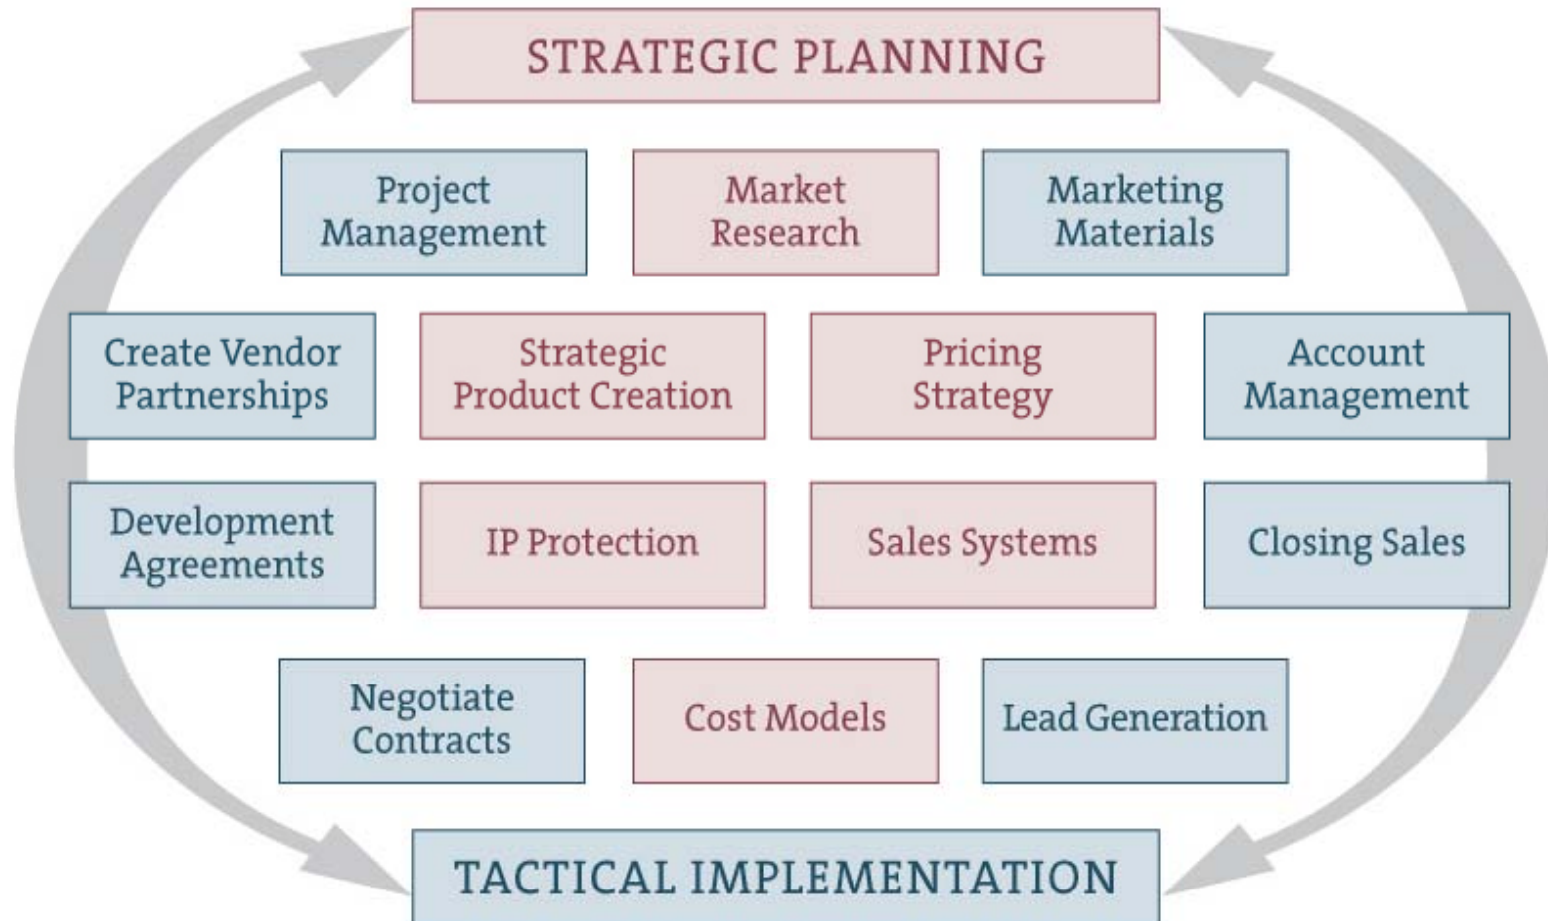 STRATEGIC PLANNING
Project
Management
Market
Research
Marketing
Materials
Create Vendor
Partnerships
Strategic
Product Creation
Pricing
Strategy
Account
Management
Development
Agreements
IP Protection
Sales Systems
Closing Sales
Negotiate
Contracts
Cost Models
Lead Generation
TACTICAL IMPLEMENTATION